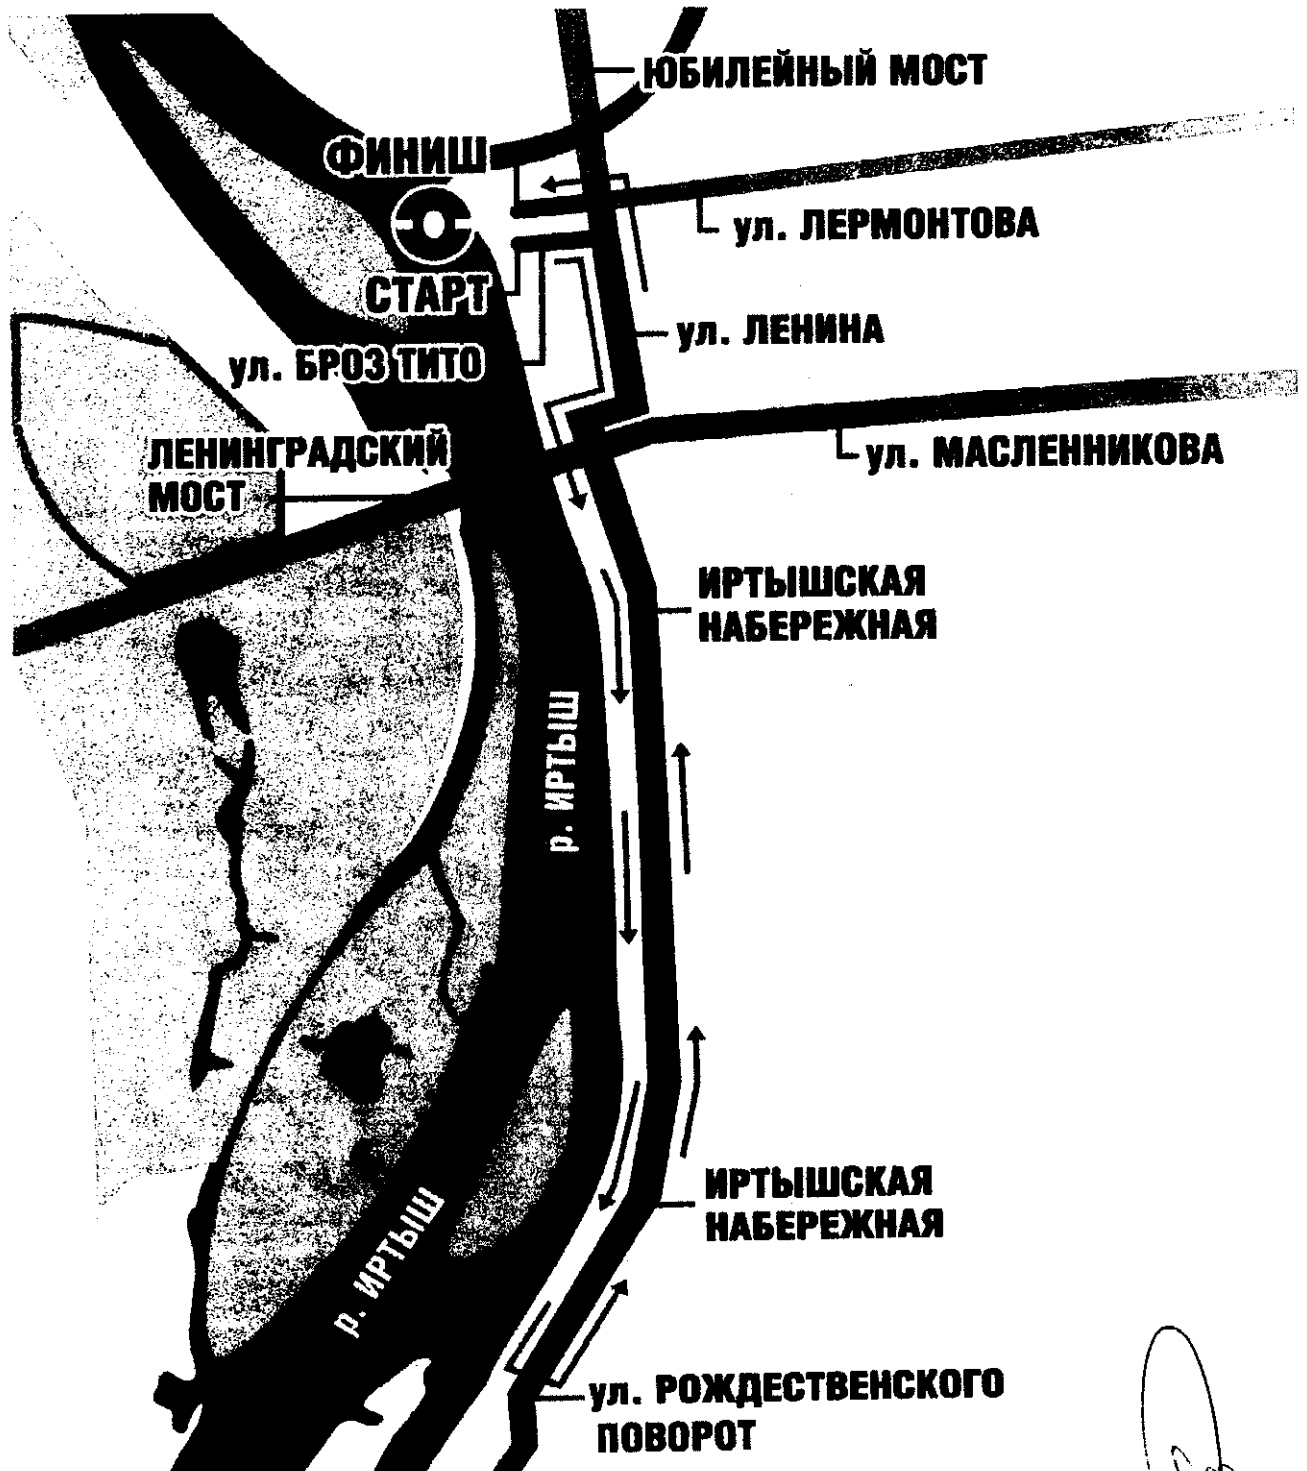 ЮБИЛЕЙНЫЙ МОСТ
ФИНИШ
ул. ЛЕРМОНТОВА
СТАРТ
ул. ЛЕНИНА
ул. БРОЗ ТИТО
ЛЕНИНГРАДСКИЙ
МОСТ
ул. МАСЛЕННИКОВА
ИРТЫШСКАЯ
НАБЕРЕЖНАЯ
р. ИРТЫШ
ИРТЫШСКАЯ
НАБЕРЕЖНАЯ
р. ИРТЫШ
ул. РОЖДЕСТВЕНСКОГО
ПОВОРОТ